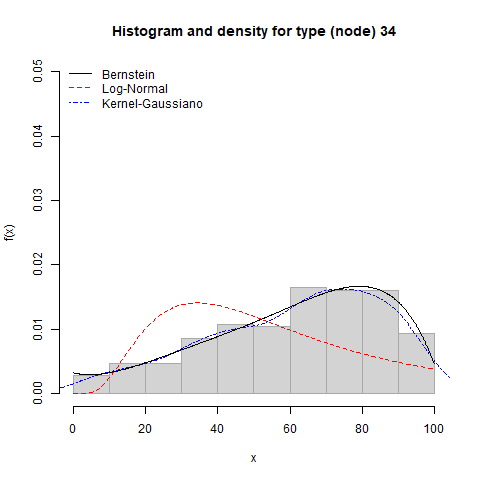 Histogram and density for type (node) 34
Bernstein
Log-Normal
Kernel-Gaussiano
f(x)
0.05
0.04
0.03
0.02
0.01
0.00
0 20 40 60 80 100
x